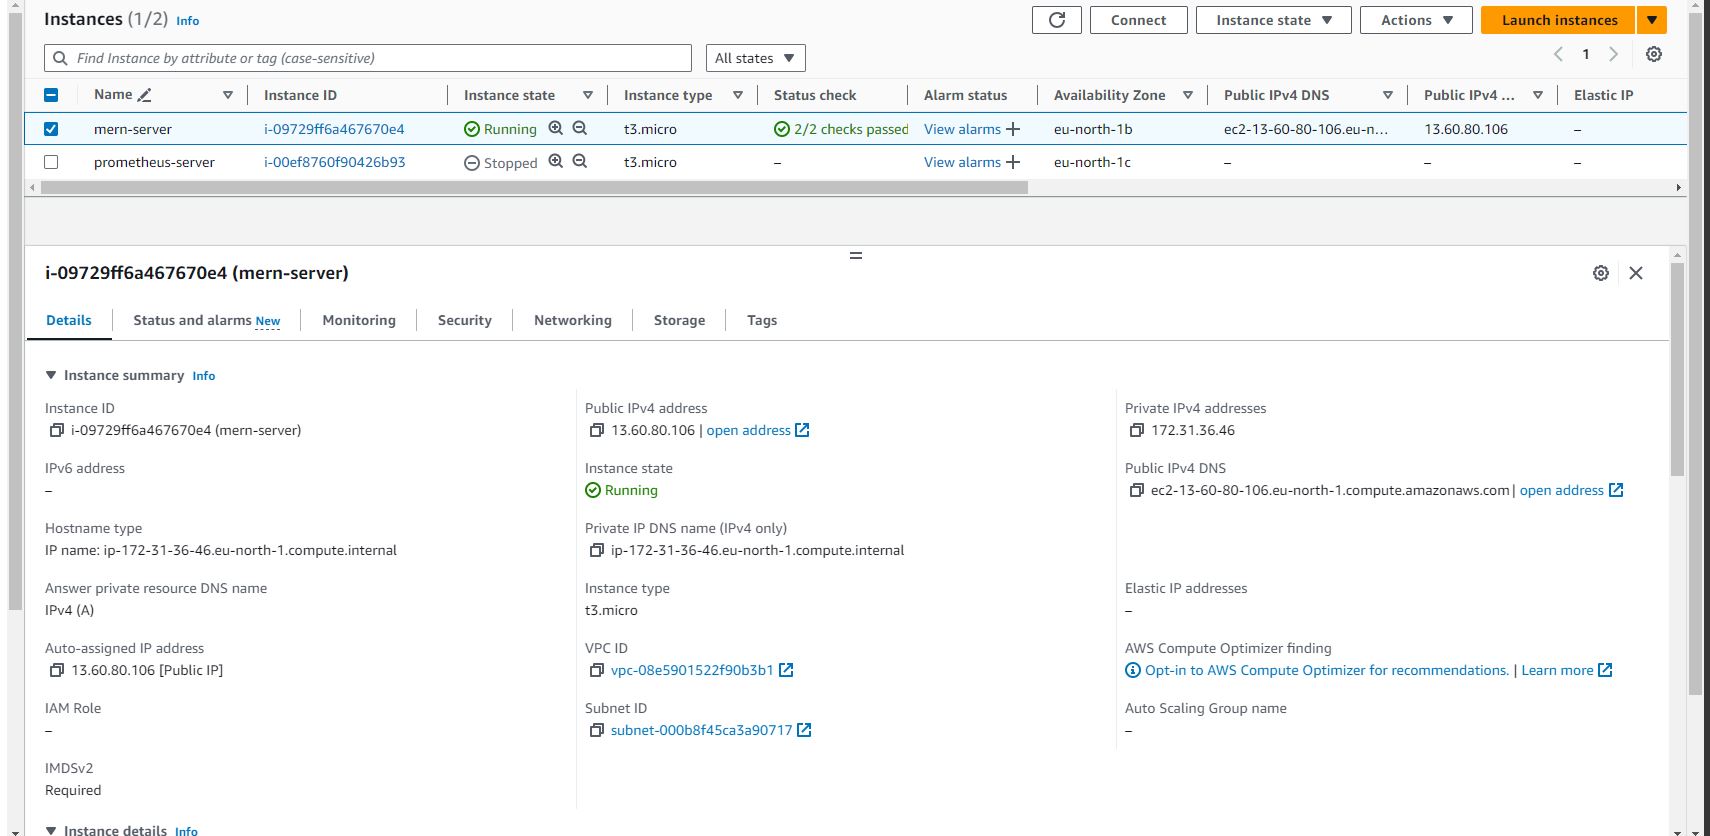 Instances (1/2) Info
Connect Instance state Actions Launch instances
Find Instance by attribute or tag (case-sensitive) All states 1
Name Instance ID Instance state Instance type Status check Alarm status Availability Zone Public IPv4 DNS Public IPv4 ... Elastic IP
mern-server i-09729ff6a467670e4 Running t3.micro 2/2 checks passed View alarms + eu-north-1b ec2-13-60-80-106.eu-n... 13.60.80.106 –
prometheus-server i-00ef8760f90426b93 Stopped t3.micro – View alarms + eu-north-1c – – –
i-09729ff6a467670e4 (mern-server)
Details Status and alarms New Monitoring Security Networking Storage Tags
Instance summary Info
Instance ID Public IPv4 address Private IPv4 addresses
i-09729ff6a467670e4 (mern-server) 13.60.80.106 | open address 172.31.36.46
IPv6 address Instance state Public IPv4 DNS
– Running ec2-13-60-80-106.eu-north-1.compute.amazonaws.com | open address
Hostname type Private IP DNS name (IPv4 only)
IP name: ip-172-31-36-46.eu-north-1.compute.internal ip-172-31-36-46.eu-north-1.compute.internal
Answer private resource DNS name Instance type Elastic IP addresses
IPv4 (A) t3.micro –
Auto-assigned IP address VPC ID AWS Compute Optimizer finding
13.60.80.106 [Public IP] vpc-08e5901522f90b3b1 Opt-in to AWS Compute Optimizer for recommendations. | Learn more
IAM Role Subnet ID Auto Scaling Group name
– subnet-000b8f45ca3a90717 –
IMDSv2
Required
Instance details Info